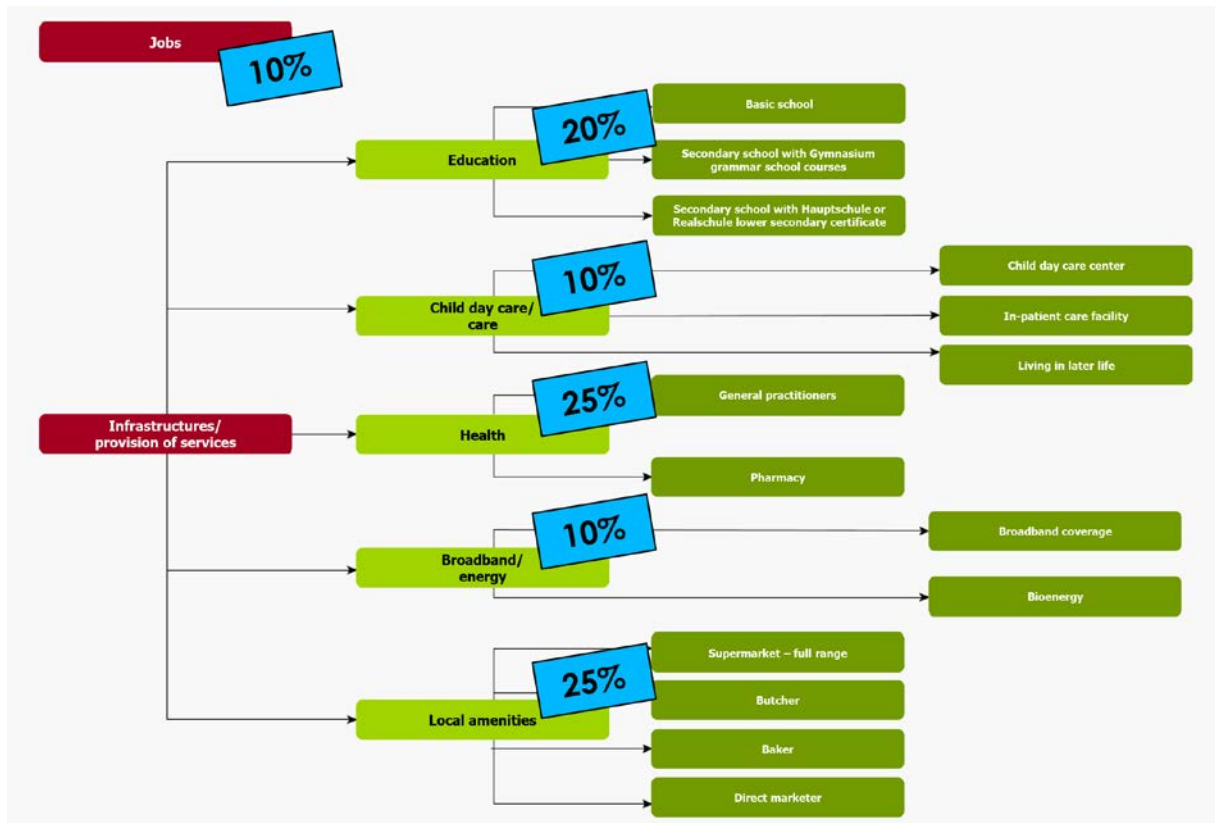 Jobs
10%
20%
Basic school
Education
Secondary school with Gymnasium
grammar school courses
Secondary school with Hauptschule or
Realschule lower secondary certificate
10%
Child day care center
Child day care/
care
In-patient care facility
Living in later life
25%
General practitioners
Infrastructures/
provision of services
Health
Pharmacy
10%
Broadband coverage
Broadband/
energy
Bioenergy
25%
Supermarket – full range
Butcher
Local amenities
Baker
Direct marketer